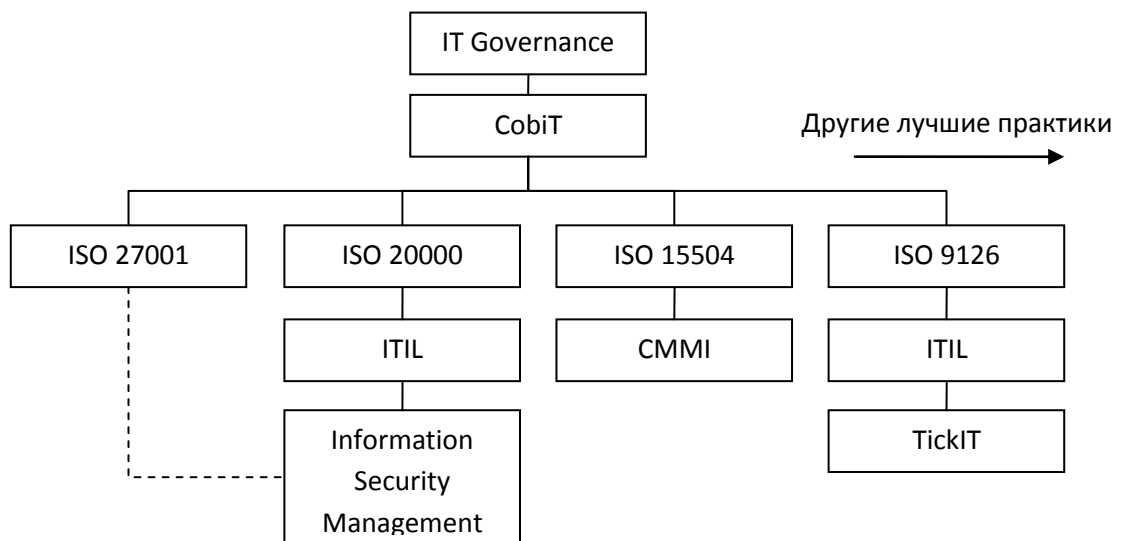 IT Governance
CobiT
Другие лучшие практики
ISO 27001
ISO 20000
ISO 15504
ISO 9126
ITIL
CMMI
ITIL
Information
Security
Management
TickIT